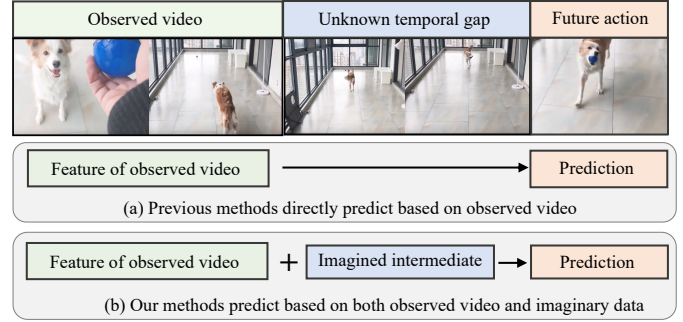 Observed video
Unknown temporal gap
Future action
Feature of observed video
Prediction
(a) Previous methods directly predict based on observed video
Feature of observed video
+
Imagined intermediate
Prediction
(b) Our methods predict based on both observed video and imaginary data